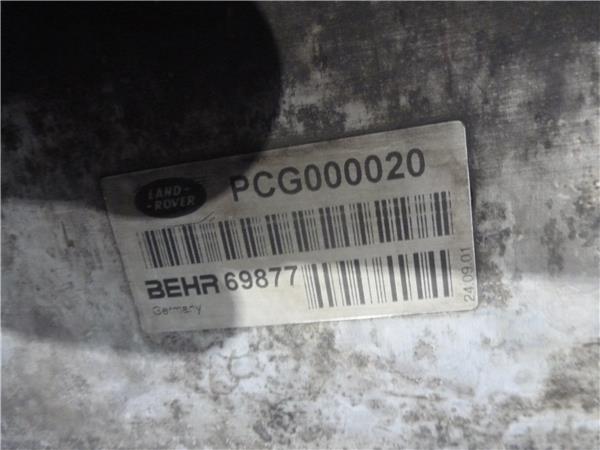 LAND-
-ROVER
PCG000020
BEHR 69877
Germany
24.09.01